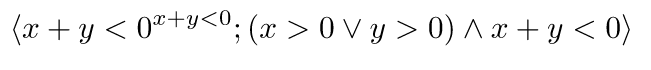 ⟨x + y < 0^{x+y<0}; (x > 0 ∨ y > 0) ∧ x + y < 0⟩